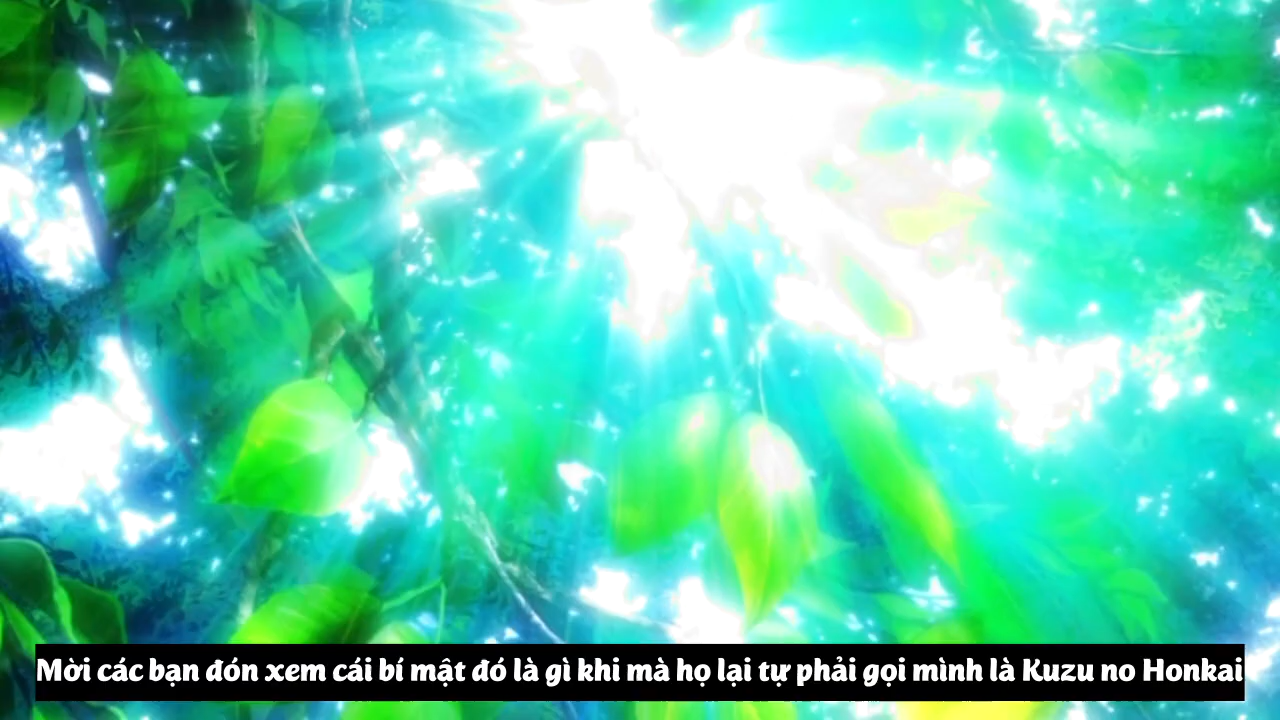 Mời các bạn đón xem cái bí mật đó là gì khi mà họ lại tự phải gọi mình là Kuzu no Honkai